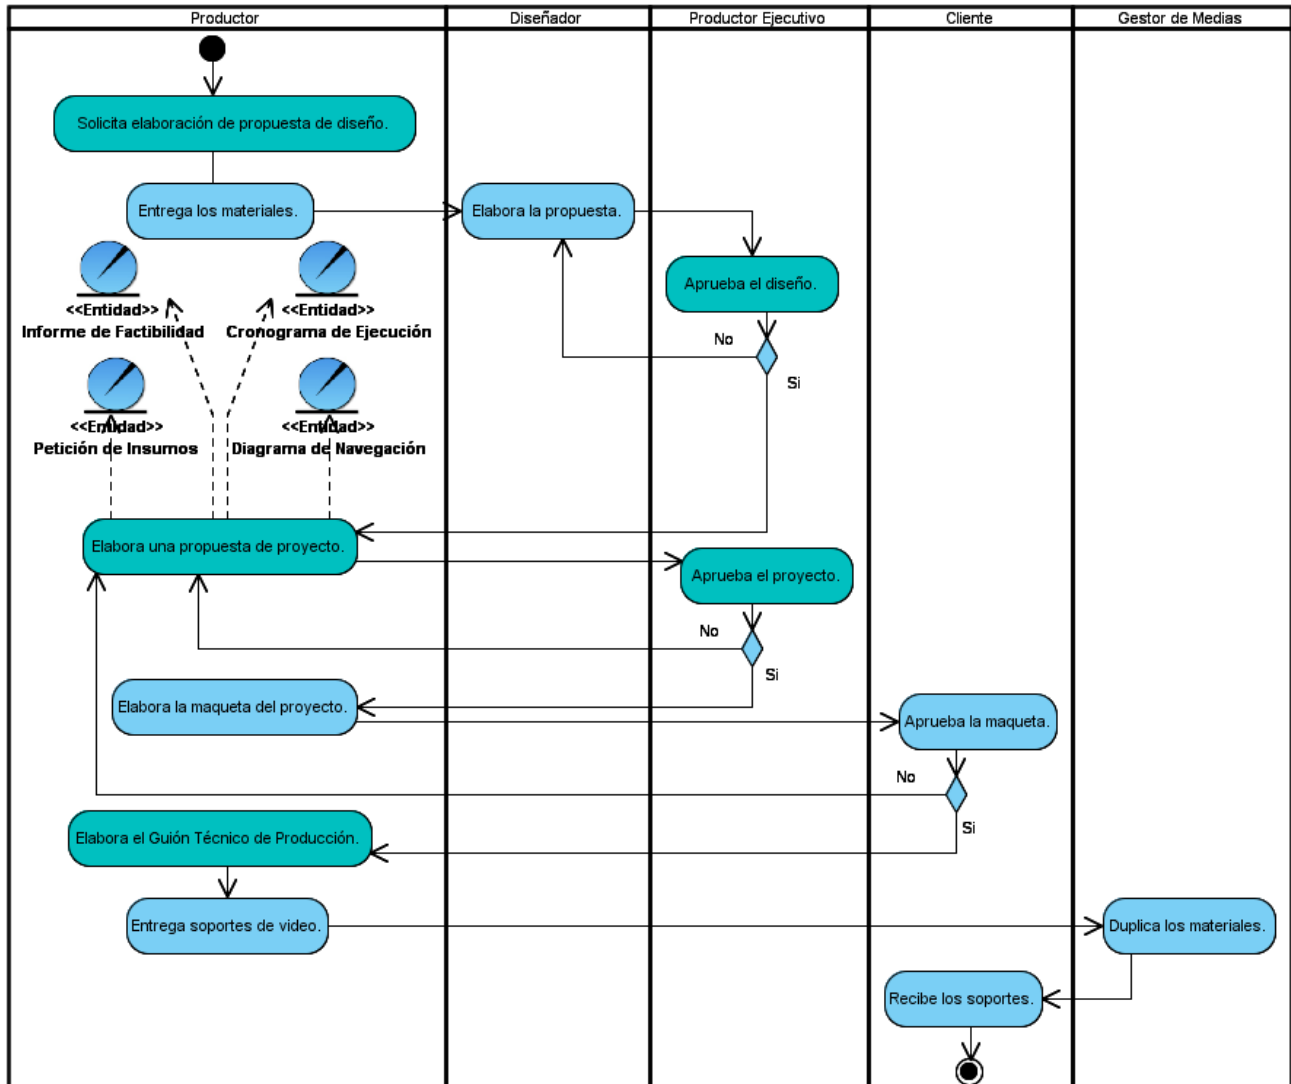 Productor
Diseñador
Productor Ejecutivo
Cliente
Gestor de Medias
Solicita elaboración de propuesta de diseño.
Entrega los materiales.
Elabora la propuesta.
Aprueba el diseño.
<<Entidad>>
Informe de Factibilidad
<<Entidad>>
Cronograma de Ejecución
No
Si
<<Entidad>>
Petición de Insumos
<<Entidad>>
Diagrama de Navegación
Elabora una propuesta de proyecto.
Aprueba el proyecto.
No
Si
Elabora la maqueta del proyecto.
Aprueba la maqueta.
No
Si
Elabora el Guión Técnico de Producción.
Entrega soportes de video.
Duplica los materiales.
Recibe los soportes.